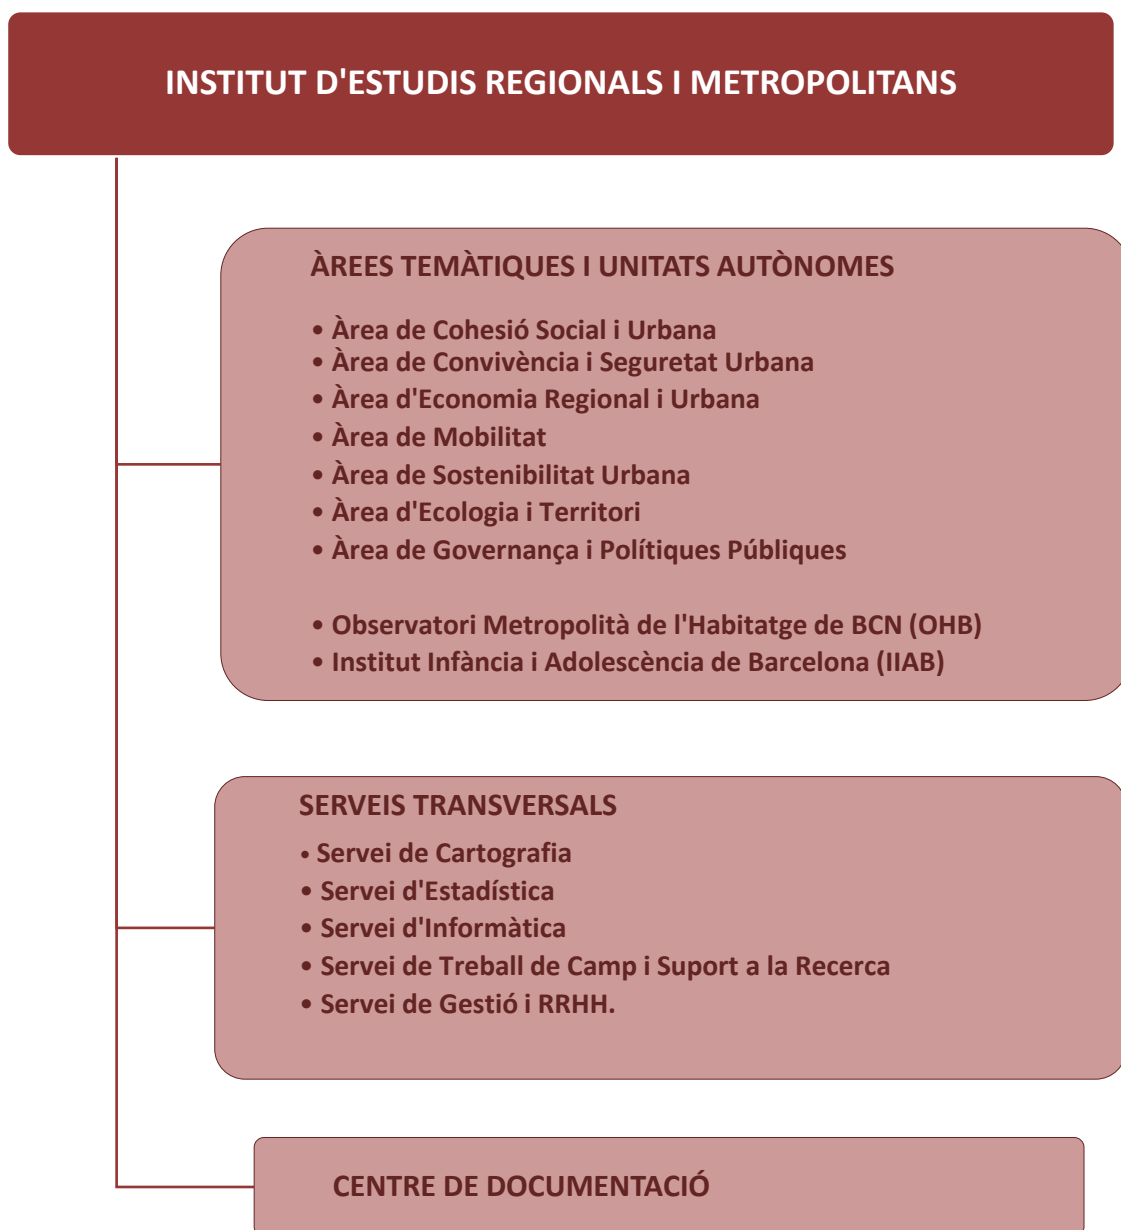 INSTITUT D'ESTUDIS REGIONALS I METROPOLITANS
ÀREES TEMÀTIQUES I UNITATS AUTÒNOMES
• Àrea de Cohesió Social i Urbana
• Àrea de Convivència i Seguretat Urbana
• Àrea d'Economia Regional i Urbana
• Àrea de Mobilitat
• Àrea de Sostenibilitat Urbana
• Àrea d'Ecologia i Territori
• Àrea de Governança i Polítiques Públiques
• Observatori Metropolità de l'Habitatge de BCN (OHB)
• Institut Infància i Adolescència de Barcelona (IIAB)
SERVEIS TRANSVERSALS
• Servei de Cartografia
• Servei d'Estadística
• Servei d'Informàtica
• Servei de Treball de Camp i Suport a la Recerca
• Servei de Gestió i RRHH.
CENTRE DE DOCUMENTACIÓ